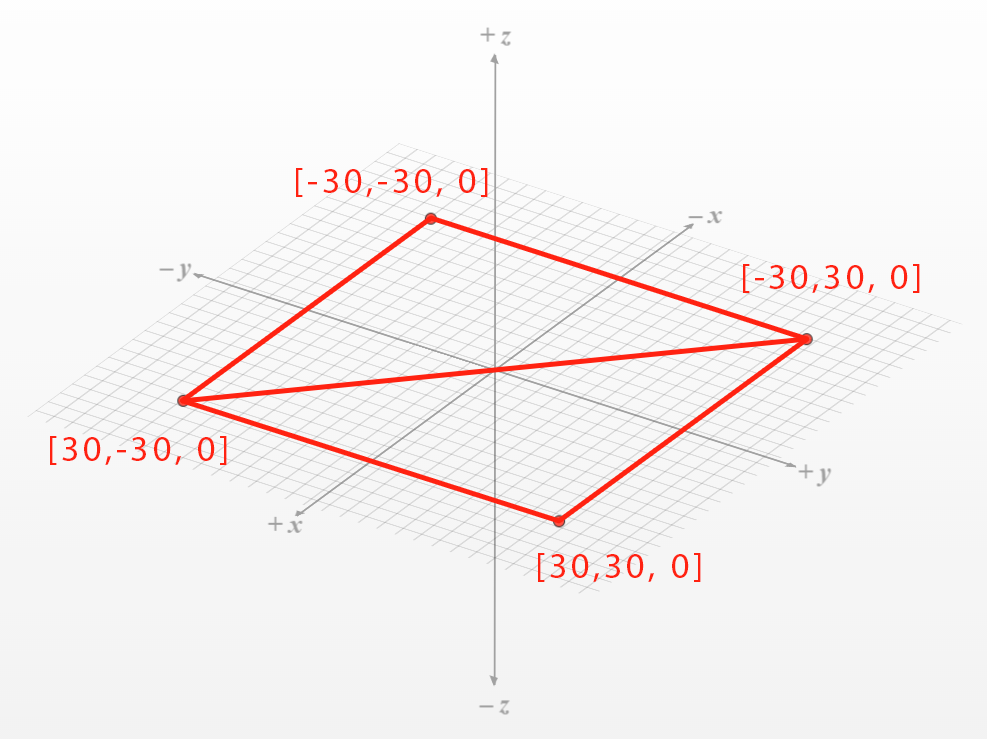 +z
[-30,-30, 0]
-x
-y
[-30,30, 0]
[30,-30, 0]
+y
+x
[30,30, 0]
-z